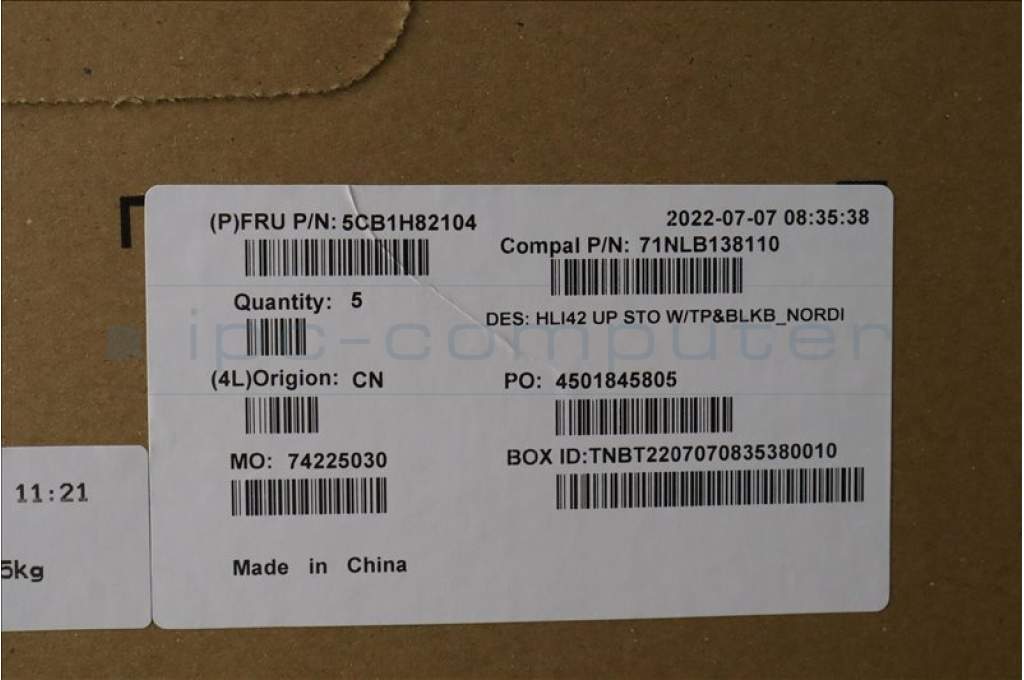 (P)FRU P/N: 5CB1H82104
2022-07-07 08:35:38
Compal P/N: 71NLB138110
Quantity: 5
DES: HLI42 UP STO W/TP&BLKB_NORDI
ipc-computer
(4L)Origion: CN
PO: 4501845805
MO: 74225030
BOX ID:TNBT2207070835380010
11:21
5kg
Made in China